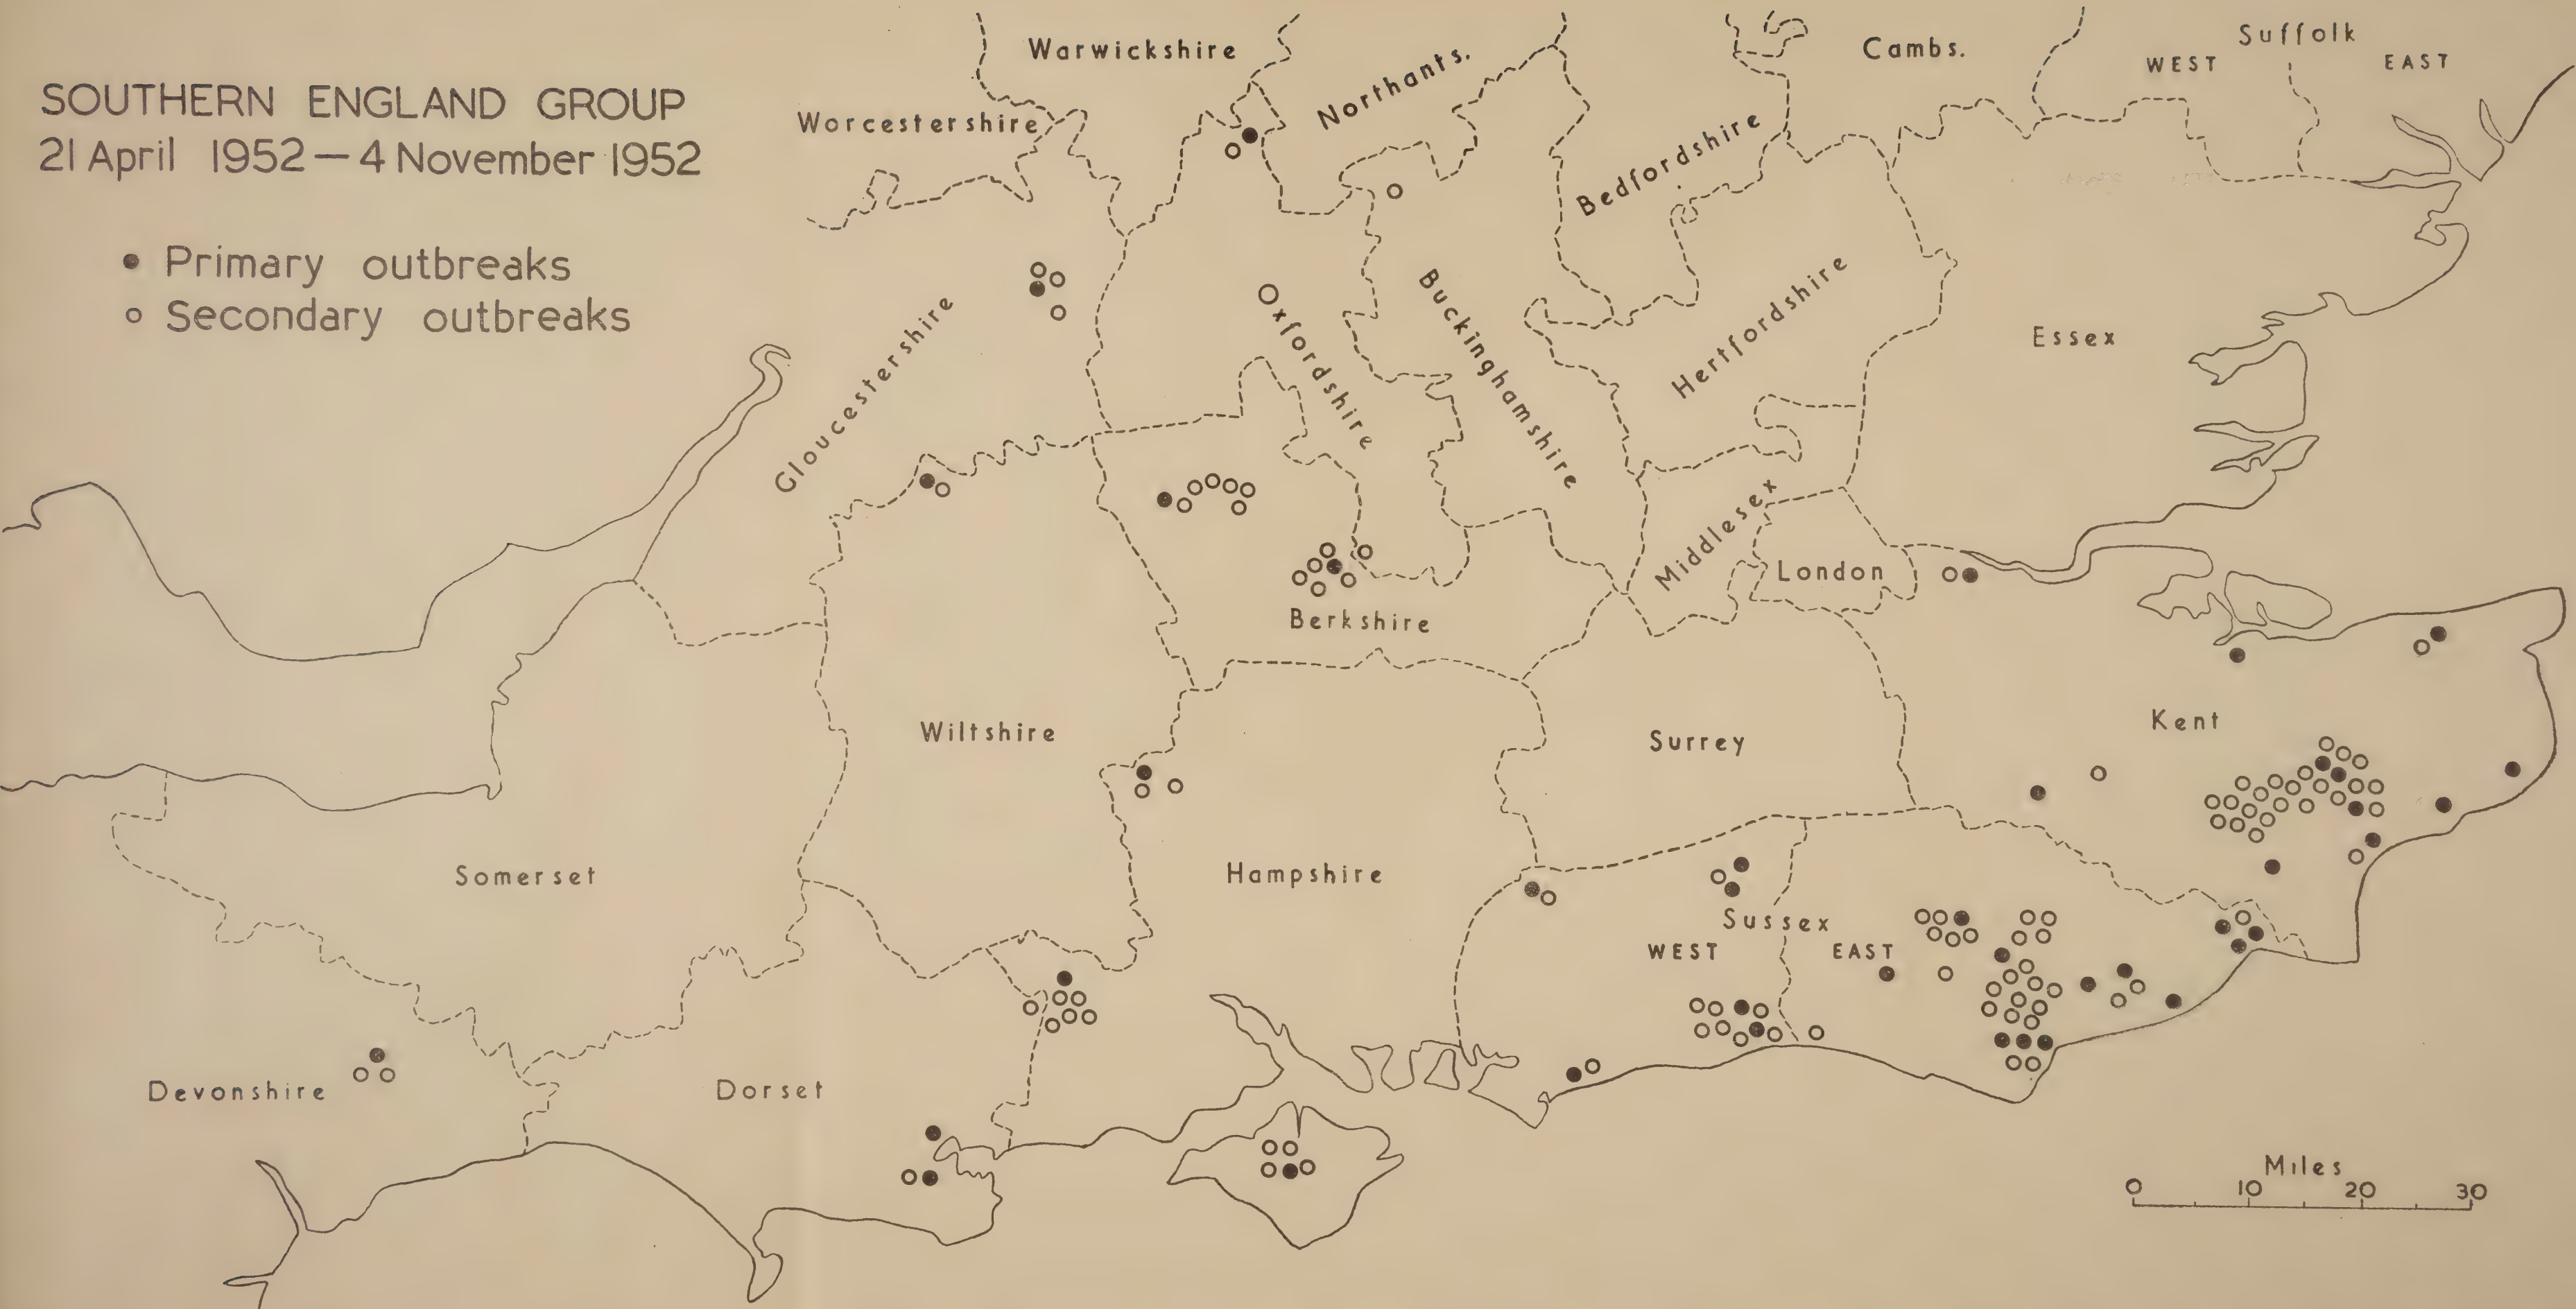 SOUTHERN ENGLAND GROUP
21 April 1952 — 4 November 1952
Primary outbreaks
Secondary outbreaks
Warwickshire
Worcestershire
Northants.
Cambs.
Suffolk
WEST
EAST
Bedfordshire
Gloucestershire
Oxfordshire
Buckinghamshire
Hertfordshire
Essex
Middlesex
London
Berkshire
Wiltshire
Surrey
Kent
Somerset
Hampshire
Sussex
WEST
EAST
Devonshire
Dorset
Miles
0 10 20 30